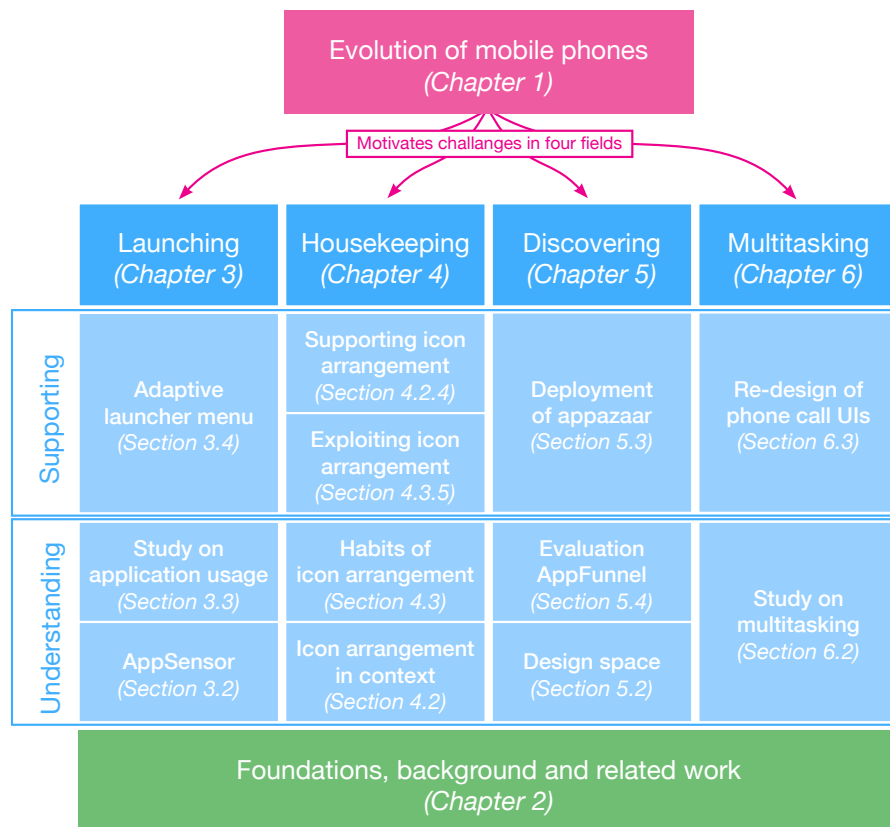 Evolution of mobile phones
(Chapter 1)
Motivates challanges in four fields
Launching
(Chapter 3)
Housekeeping
(Chapter 4)
Discovering
(Chapter 5)
Multitasking
(Chapter 6)
Supporting
Adaptive
launcher menu
(Section 3.4)
Supporting icon
arrangement
(Section 4.2.4)
Exploiting icon
arrangement
(Section 4.3.5)
Deployment
of appazaar
(Section 5.3)
Re-design of
phone call UIs
(Section 6.3)
Understanding
Study on
application usage
(Section 3.3)
AppSensor
(Section 3.2)
Habits of
icon arrangement
(Section 4.3)
Icon arrangement
in context
(Section 4.2)
Evaluation
AppFunnel
(Section 5.4)
Design space
(Section 5.2)
Study on
multitasking
(Section 6.2)
Foundations, background and related work
(Chapter 2)